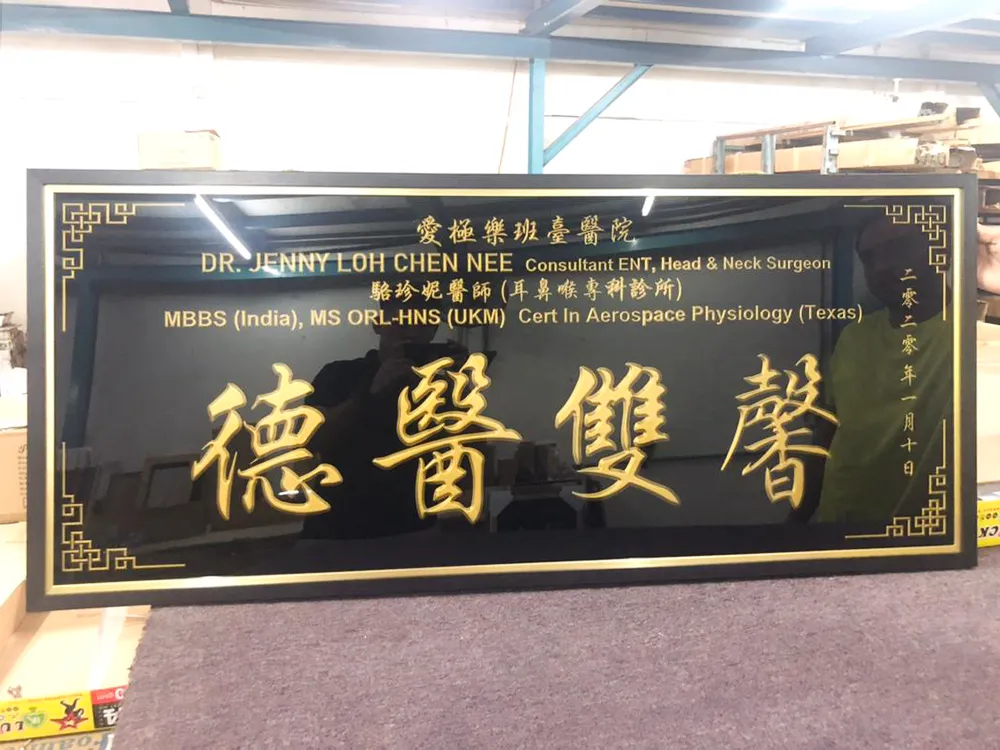 愛極樂班臺醫院
DR. JENNY LOH CHEN NEE Consultant ENT, Head & Neck Surgeon
駱珍妮醫師 (耳鼻喉專科診所)
MBBS (India), MS ORL-HNS (UKM) Cert In Aerospace Physiology (Texas)
德醫雙馨
二零二零年一月十日